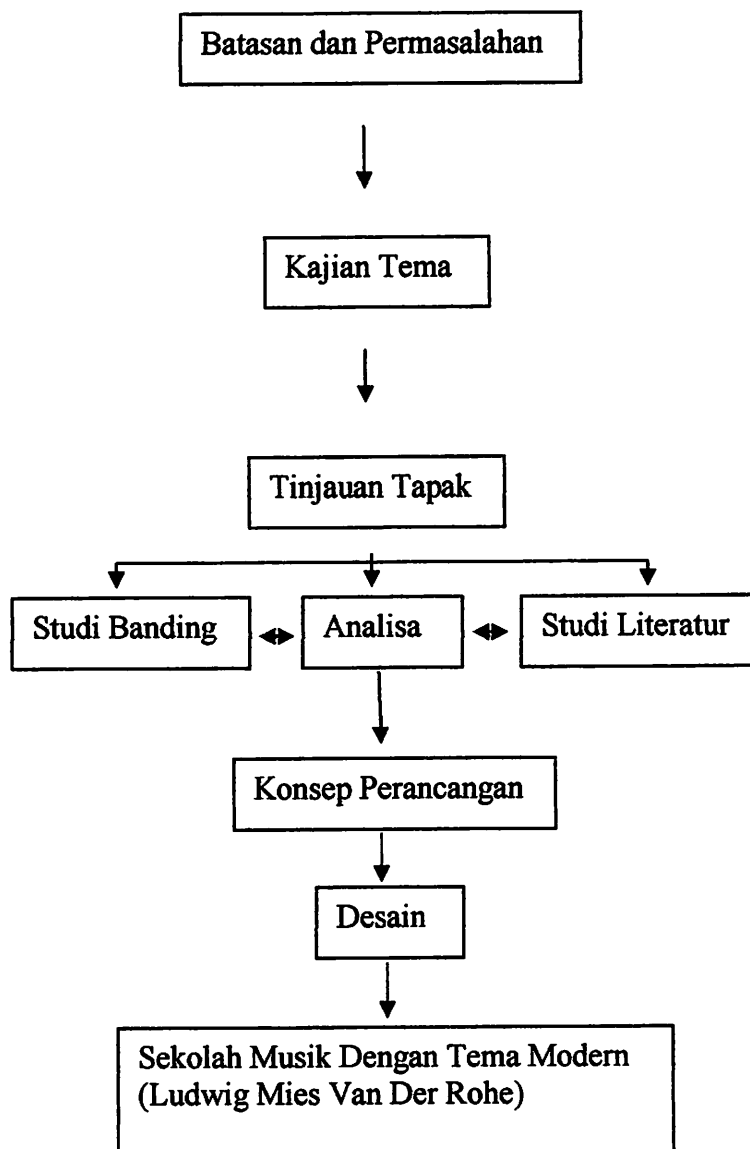 Batasan dan Permasalahan
Kajian Tema
Tinjauan Tapak
Studi Banding
Analisa
Studi Literatur
Konsep Perancangan
Desain
Sekolah Musik Dengan Tema Modern
(Ludwig Mies Van Der Rohe)